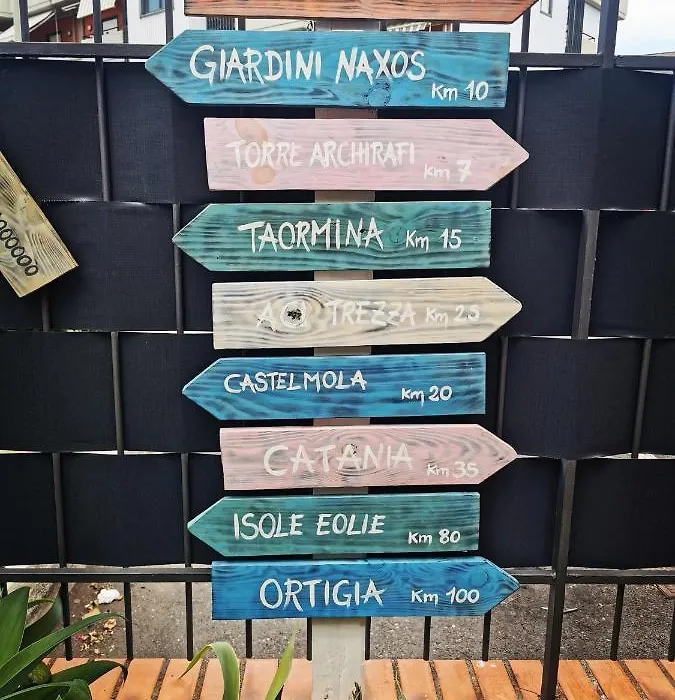 GIARDINI NAXOS Km 10
TORRE ARCHIRAFI Km 7
TAORMINA Km 15
ACI TREZZA Km 25
CASTELMOLA Km 20
CATANIA Km 35
ISOLE EOLIE Km 80
ORTIGIA Km 100